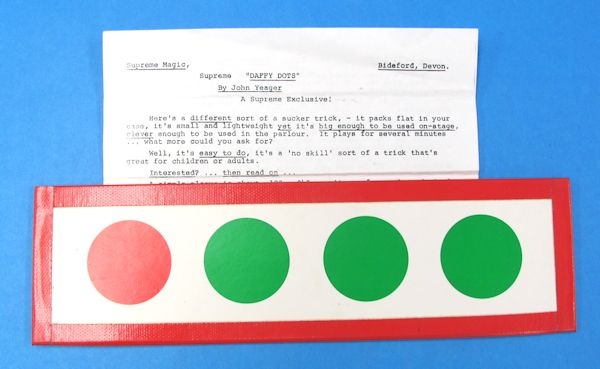 Supreme Magic, Bideford, Devon.
Supreme "DAFFY DOTS"
By John Yeager
A Supreme Exclusive!
Here's a different sort of a sucker trick, - it packs flat in your
case, it's small and lightweight yet it's big enough to be used on-stage,
clever enough to be used in the parlour. It plays for several minutes
... what more could you ask for?
Well, it's easy to do, it's a 'no skill' sort of a trick that's
great for children or adults.
Interested? ... then read on ...